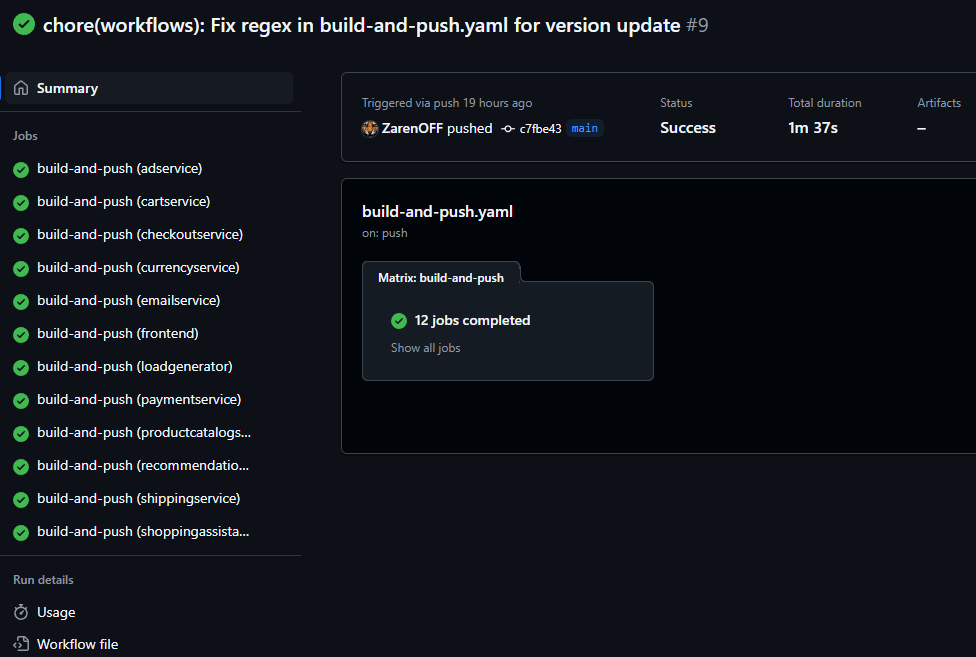 chore(workflows): Fix regex in build-and-push.yaml for version update #9
Summary
Jobs
build-and-push (adservice)
build-and-push (cartservice)
build-and-push (checkoutservice)
build-and-push (currencyservice)
build-and-push (emailservice)
build-and-push (frontend)
build-and-push (loadgenerator)
build-and-push (paymentservice)
build-and-push (productcatalogs...
build-and-push (recommendatio...
build-and-push (shippingservice)
build-and-push (shoppingassista...
Run details
Usage
Workflow file
Triggered via push 19 hours ago
ZarenOFF pushed c7fbe43 main
Status
Success
Total duration
1m 37s
Artifacts
–
build-and-push.yaml
on: push
Matrix: build-and-push
12 jobs completed
Show all jobs